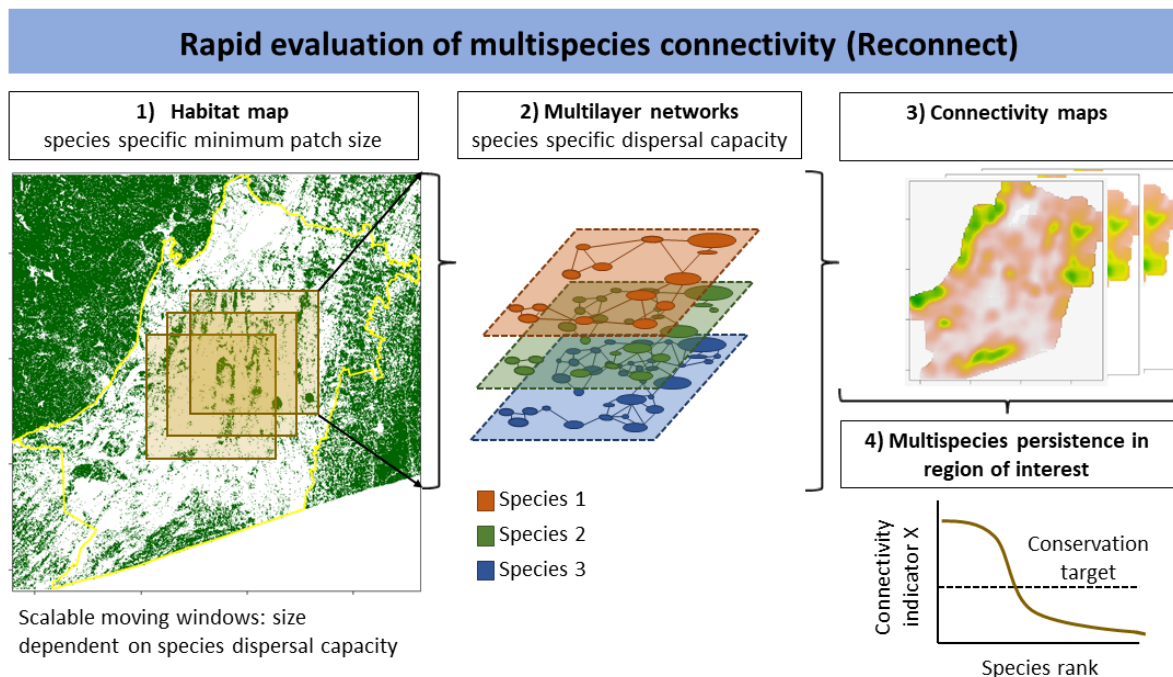 Rapid evaluation of multispecies connectivity (Reconnect)
1) Habitat map
species specific minimum patch size
2) Multilayer networks
species specific dispersal capacity
3) Connectivity maps
Species 1
Species 2
Species 3
Scalable moving windows: size
dependent on species dispersal capacity
4) Multispecies persistence in
region of interest
Connectivity
indicator X
Conservation
target
Species rank